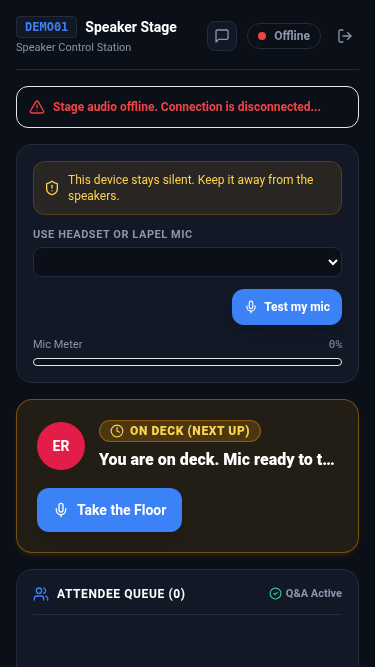 DEMO01 Speaker Stage
Speaker Control Station
Offline
Stage audio offline. Connection is disconnected...
This device stays silent. Keep it away from the
speakers.
USE HEADSET OR LAPEL MIC
Test my mic
Mic Meter 0%
ER
ON DECK (NEXT UP)
You are on deck. Mic ready to t...
Take the Floor
ATTENDEE QUEUE (0)
Q&A Active